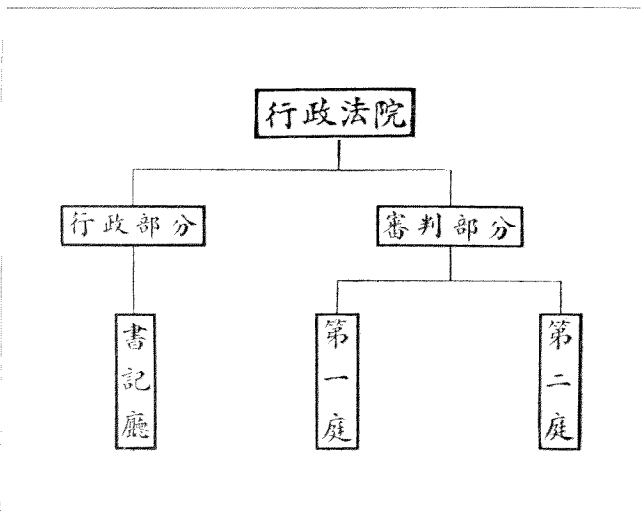 行政法院
行政部分
審判部分
書記廳
第一庭
第二庭